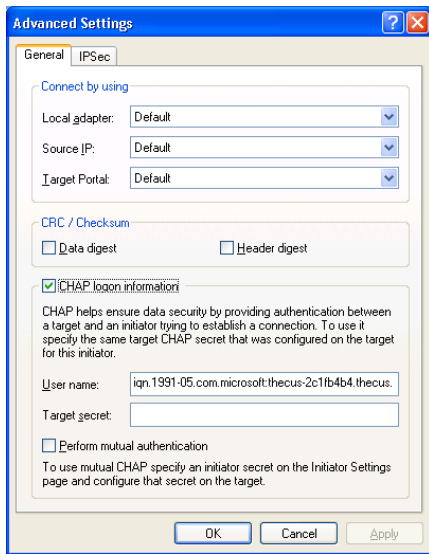 Advanced Settings
General IPSec
Connect by using
Local adapter: Default
Source IP: Default
Target Portal: Default
CRC / Checksum
Data digest Header digest
CHAP logon information
CHAP helps ensure data security by providing authentication between
a target and an initiator trying to establish a connection. To use it
specify the same target CHAP secret that was configured on the target
for this initiator.
User name: iqn.1991-05.com.microsoft:thecus-2c1fb4b4.thecus.
Target secret:
Perform mutual authentication
To use mutual CHAP specify an initiator secret on the Initiator Settings
page and configure that secret on the target.
OK Cancel Apply